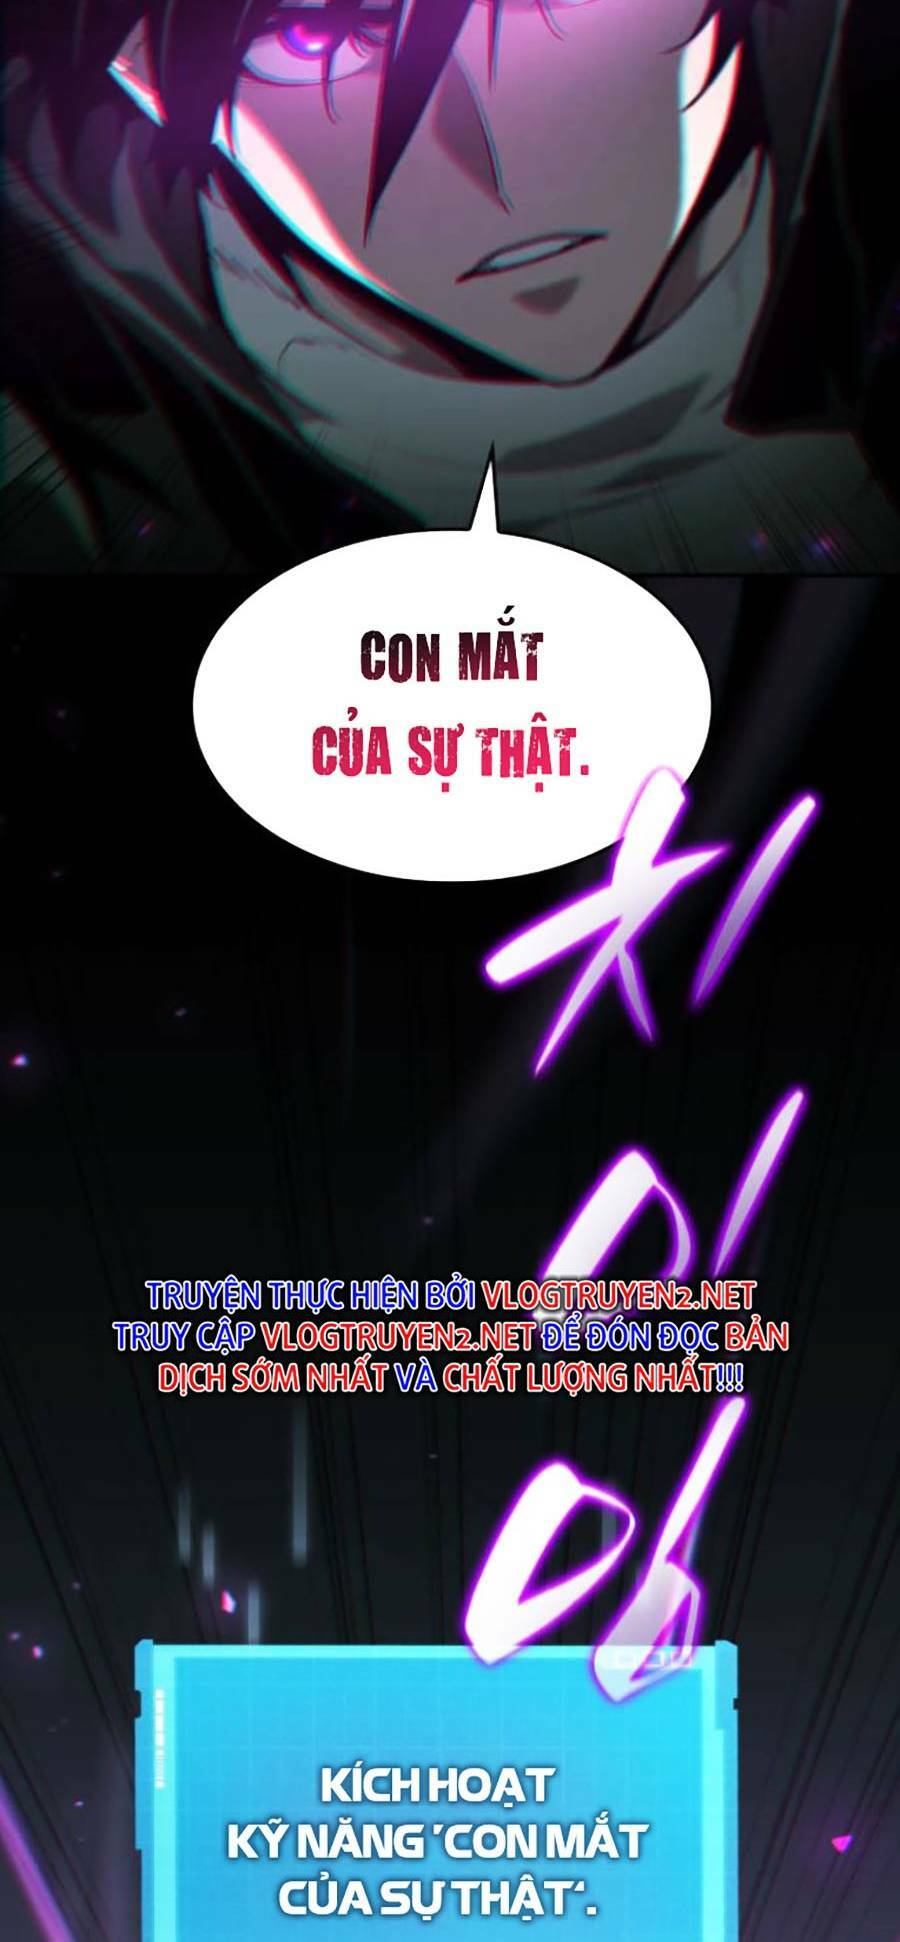 CON MẮT
CỦA SỰ THẬT.
치
이
익
TRUYỆN THỰC HIỆN BỞI VLOGTRUYEN2.NET
TRUY CẬP VLOGTRUYEN2.NET ĐỂ ĐÓN ĐỌC BẢN
DỊCH SỚM NHẤT VÀ CHẤT LƯỢNG NHẤT!!!
KÍCH HOẠT
KỸ NĂNG 'CON MẮT
CỦA SỰ THẬT'.